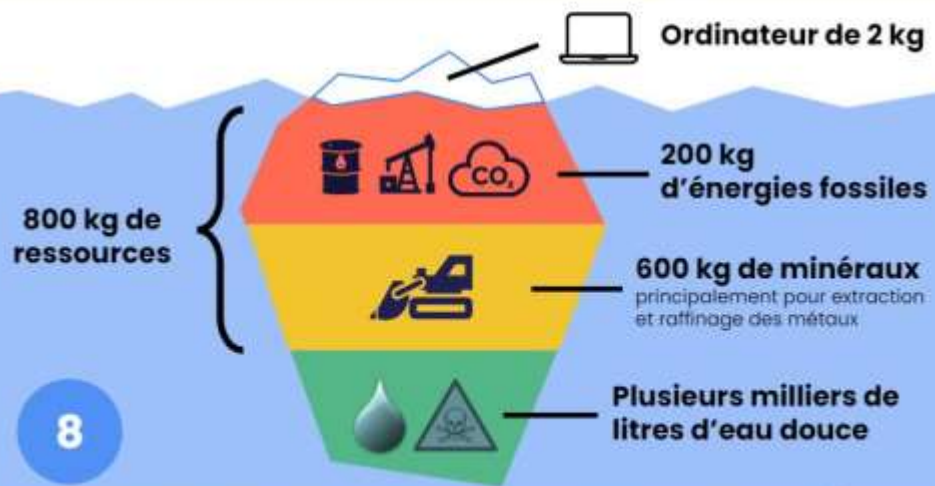 Ordinateur de 2 kg
CO₂
200 kg
d’énergies fossiles
800 kg de
ressources
600 kg de minéraux
principalement pour extraction
et raffinage des métaux
Plusieurs milliers de
litres d’eau douce
8